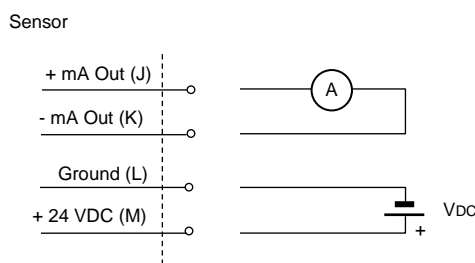 Sensor
+ mA Out (J)
A
- mA Out (K)
Ground (L)
VDC
+ 24 VDC (M)
+